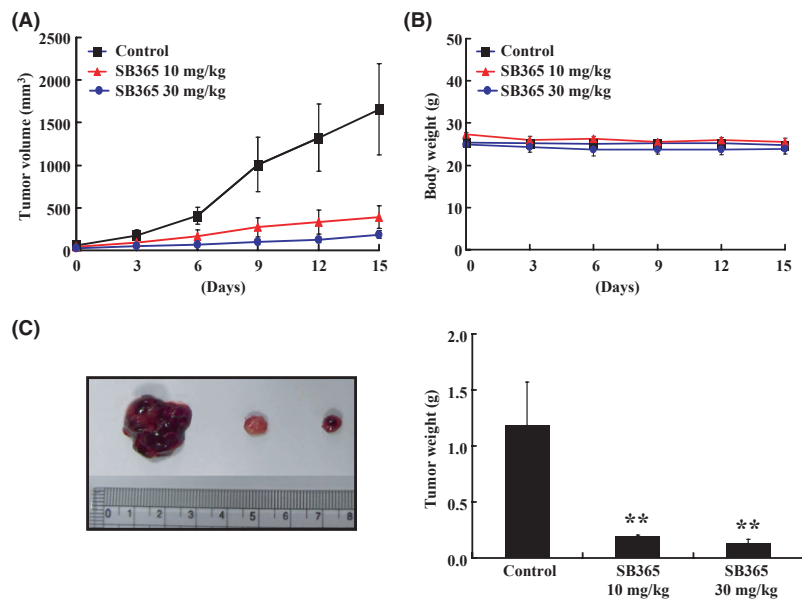 (A)
2500
2000
1500
1000
500
0
Tumor volume (mm³)
Control
SB365 10 mg/kg
SB365 30 mg/kg
0 3 6 9 12 15
(Days)
(B)
50
40
30
20
10
0
Body weight (g)
Control
SB365 10 mg/kg
SB365 30 mg/kg
0 3 6 9 12 15
(Days)
(C)
0 1 2 3 4 5 6 7 8
2.0
1.5
1.0
0.5
0.0
Tumor weight (g)
** **
Control SB365 SB365
10 mg/kg 30 mg/kg